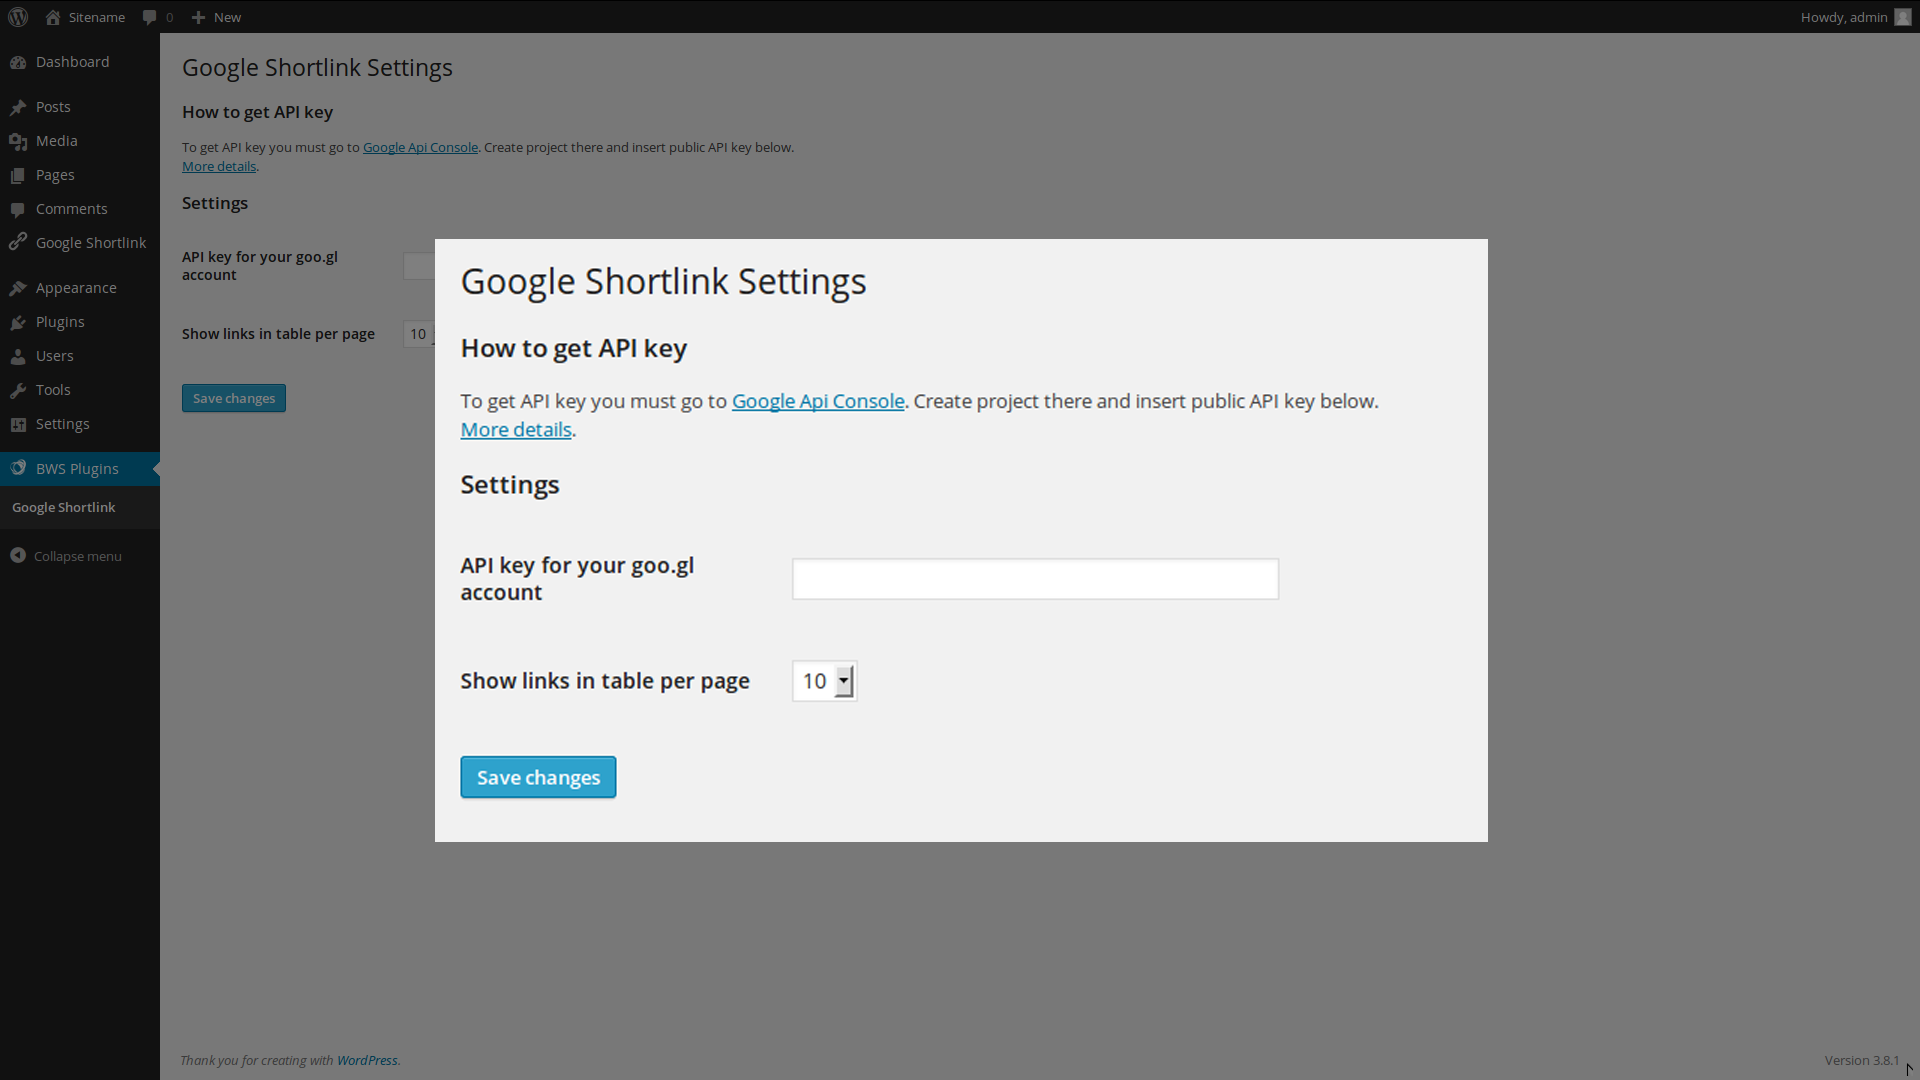 Sitename
0
New
Howdy, admin
Dashboard
Posts
Media
Pages
Comments
Google Shortlink
Appearance
Plugins
Users
Tools
Settings
BWS Plugins
Google Shortlink
Collapse menu
Google Shortlink Settings
How to get API key
To get API key you must go to Google Api Console. Create project there and insert public API key below.
More details.
Settings
API key for your goo.gl
account
Show links in table per page
10
Save changes
Google Shortlink Settings
How to get API key
To get API key you must go to Google Api Console. Create project there and insert public API key below.
More details.
Settings
API key for your goo.gl
account
Show links in table per page
10
Save changes
Thank you for creating with WordPress.
Version 3.8.1